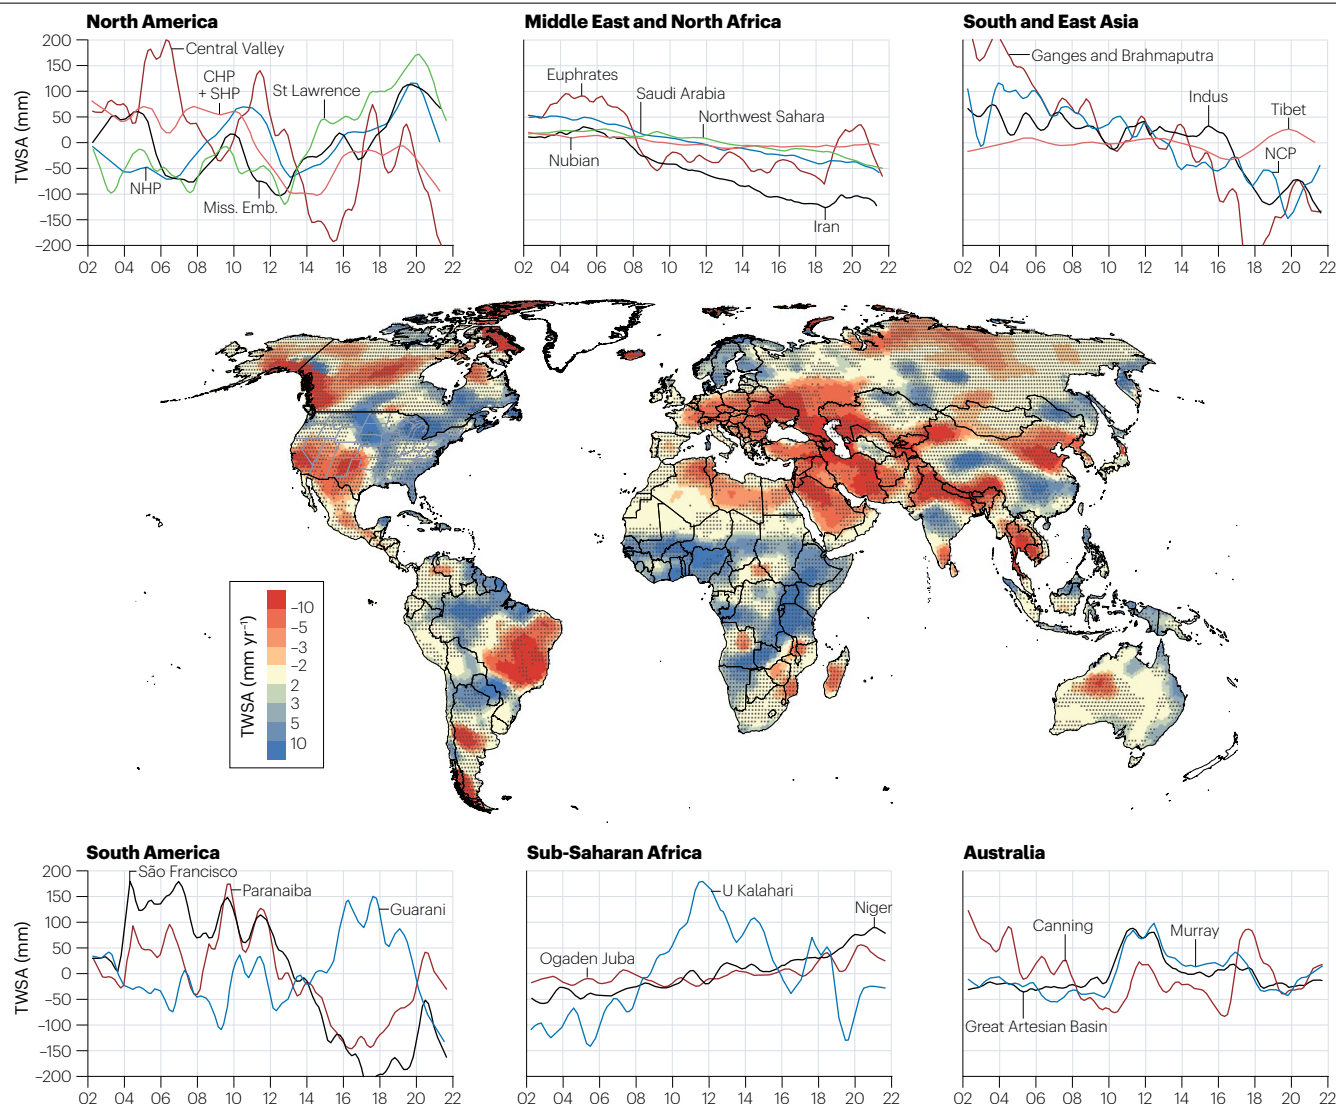 North America
Middle East and North Africa
South and East Asia
TWSA (mm)
200
150
100
50
0
–50
–100
–150
–200
Central Valley
CHP
+ SHP
St Lawrence
NHP
Miss. Emb.
02 04 06 08 10 12 14 16 18 20 22
Euphrates
Saudi Arabia
Northwest Sahara
Nubian
Iran
02 04 06 08 10 12 14 16 18 20 22
Ganges and Brahmaputra
Indus
Tibet
NCP
02 04 06 08 10 12 14 16 18 20 22
TWSA (mm yr⁻¹)
–10
–5
–3
–2
2
3
5
10
South America
Sub-Saharan Africa
Australia
TWSA (mm)
200
150
100
50
0
–50
–100
–150
–200
São Francisco
Paranaiba
Guarani
02 04 06 08 10 12 14 16 18 20 22
U Kalahari
Niger
Ogaden Juba
02 04 06 08 10 12 14 16 18 20 22
Canning
Murray
Great Artesian Basin
02 04 06 08 10 12 14 16 18 20 22